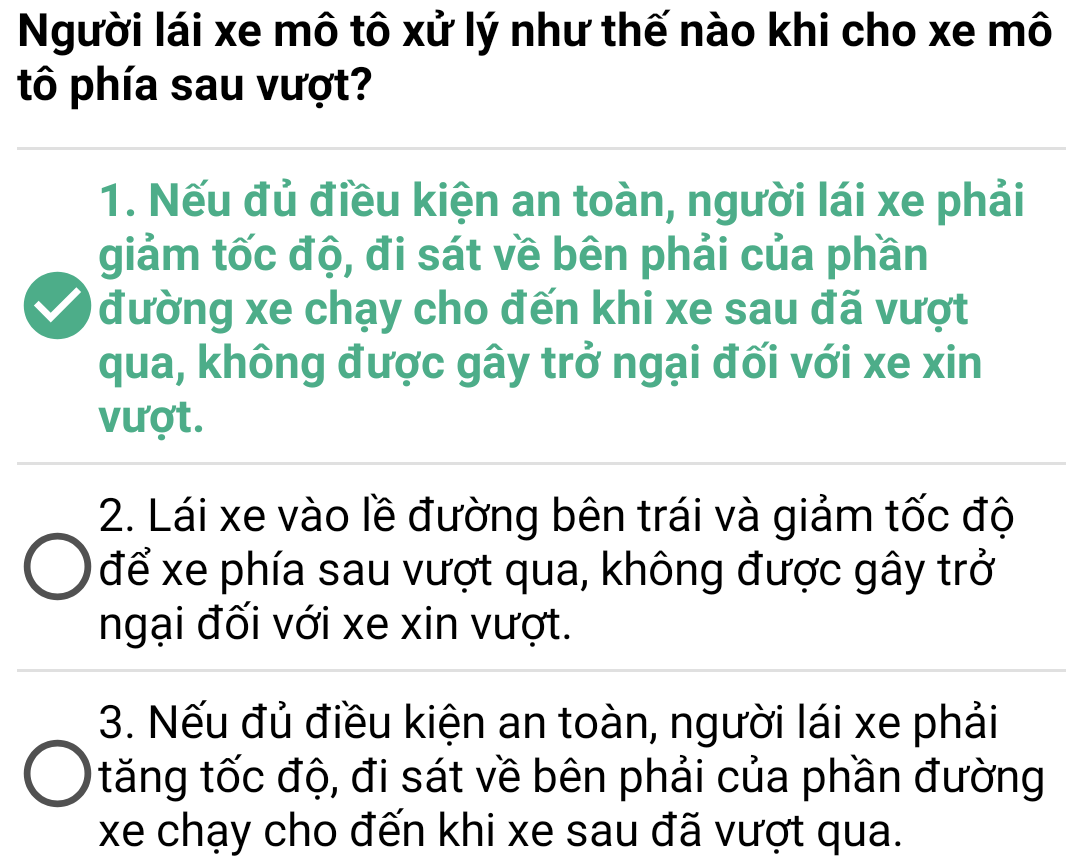 Người lái xe mô tô xử lý như thế nào khi cho xe mô
tô phía sau vượt?
1. Nếu đủ điều kiện an toàn, người lái xe phải
giảm tốc độ, đi sát về bên phải của phần
đường xe chạy cho đến khi xe sau đã vượt
qua, không được gây trở ngại đối với xe xin
vượt.
2. Lái xe vào lề đường bên trái và giảm tốc độ
để xe phía sau vượt qua, không được gây trở
ngại đối với xe xin vượt.
3. Nếu đủ điều kiện an toàn, người lái xe phải
tăng tốc độ, đi sát về bên phải của phần đường
xe chạy cho đến khi xe sau đã vượt qua.